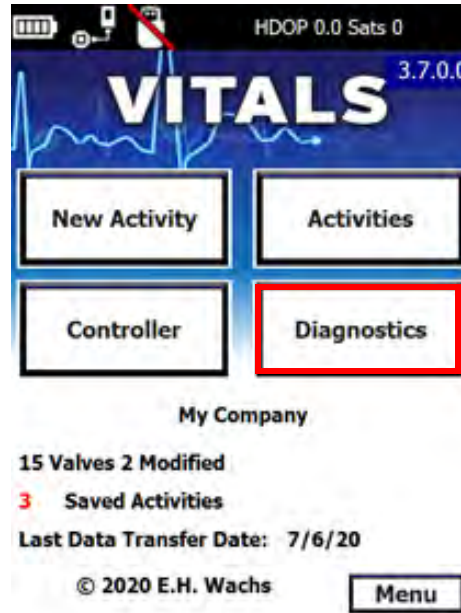 HDOP 0.0 Sats 0
VITALS
3.7.0.0
New Activity
Activities
Controller
Diagnostics
My Company
15 Valves 2 Modified
3 Saved Activities
Last Data Transfer Date: 7/6/20
© 2020 E.H. Wachs
Menu